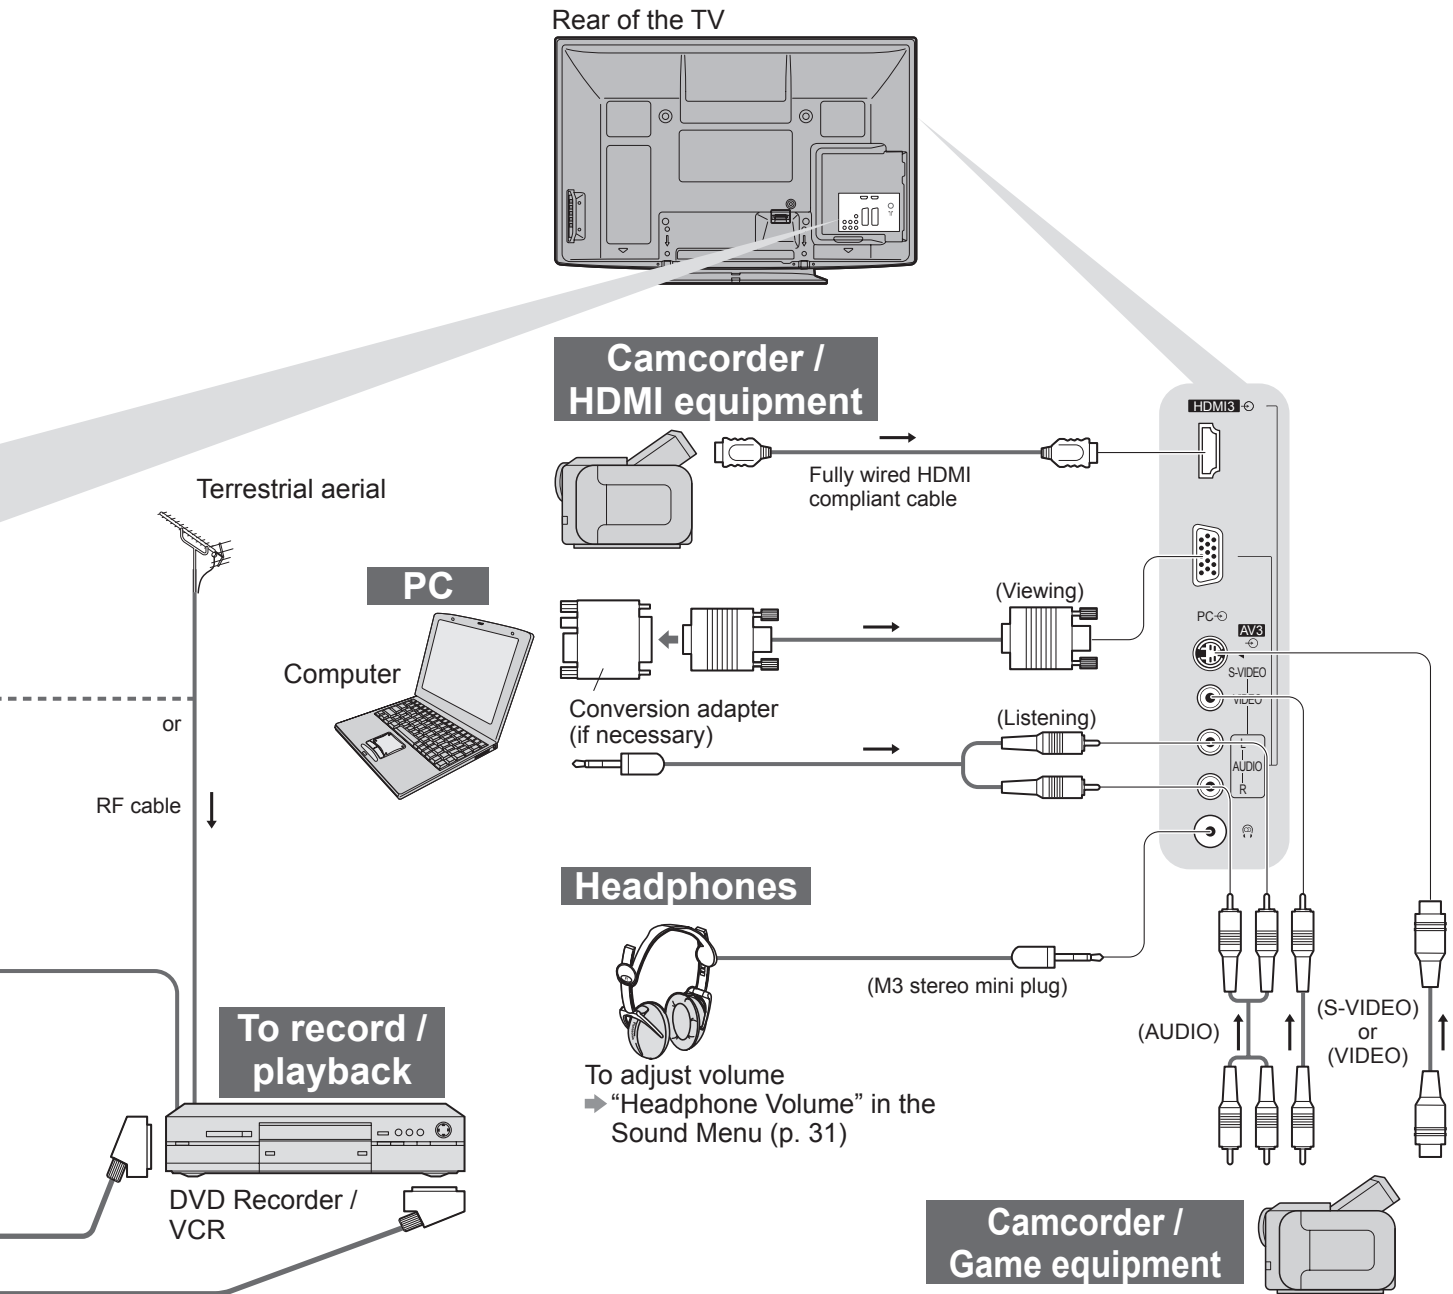 Rear of the TV
Camcorder /
HDMI equipment
HDMI3
Fully wired HDMI
compliant cable
Terrestrial aerial
PC
(Viewing)
PC
AV3
Computer
S-VIDEO
Conversion adapter
(if necessary)
(Listening)
VIDEO
or
L
AUDIO
R
RF cable
Headphones
(M3 stereo mini plug)
To record /
playback
(AUDIO)
(S-VIDEO)
or
(VIDEO)
To adjust volume
“Headphone Volume” in the
Sound Menu (p. 31)
DVD Recorder /
VCR
Camcorder /
Game equipment